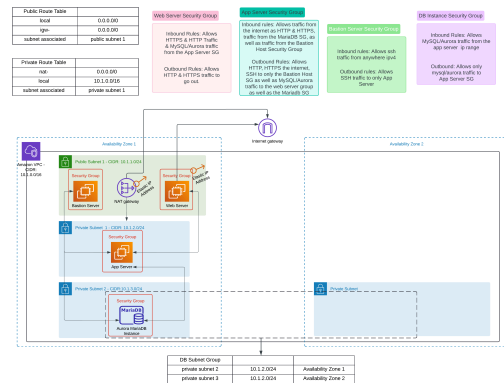 Public Route Table
local 0.0.0.0/0
igw- 0.0.0.0/0
subnet associated public subnet 1
Private Route Table
nat- 0.0.0.0/0
local 10.1.0.0/16
subnet associated private subnet 1
Web Server Security Group
Inbound Rules: Allows
HTTPS & HTTP Traffic
& MySQL/Aurora traffic
from the App Server SG
Outbound Rules: Allows
HTTP & HTTPS traffic to
go out.
App Server Security Group
Inbound rules: Allows traffic from
the internet as HTTP & HTTPS,
traffic from the MariaDB SG, as
well as traffic from the Bastion
Host Security Group
Outbound Rules: Allows
HTTP, HTTPS the internet,
SSH to only the Bastion Host
SG as well as MySQL/Aurora
traffic to the web server group
as well as the Mariadb SG
Bastion Server Security Group
Inbound rules: Allows ssh
traffic from anywhere ipv4
Outbound rules: Allows
SSH traffic to only App
Server
DB Instance Security Group
Inbound rules: Allows
MySQL/Aurora traffic from the
app server ip range
Outbound: Allows only
mysql/aurora traffic to
App Server SG
Internet gateway
Availability Zone 1
Availability Zone 2
Amazon VPC -
CIDR:
10.1.0.0/16
Public Subnet 1 - CIDR: 10.1.1.0/24
Security Group
Bastion Server
NAT gateway
Elastic IP
Address
Security Group
Web Server
Elastic IP
Address
Private Subnet 1 - CIDR:10.1.2.0/24
Security Group
App Server
Private Subnet 2 - CIDR:10.1.3.0/24
Security Group
MariaDB
Aurora MariaDB
Instance
Private Subnet
DB Subnet Group
private subnet 2 10.1.2.0/24 Availability Zone 1
private subnet 3 10.1.2.0/24 Availability Zone 2